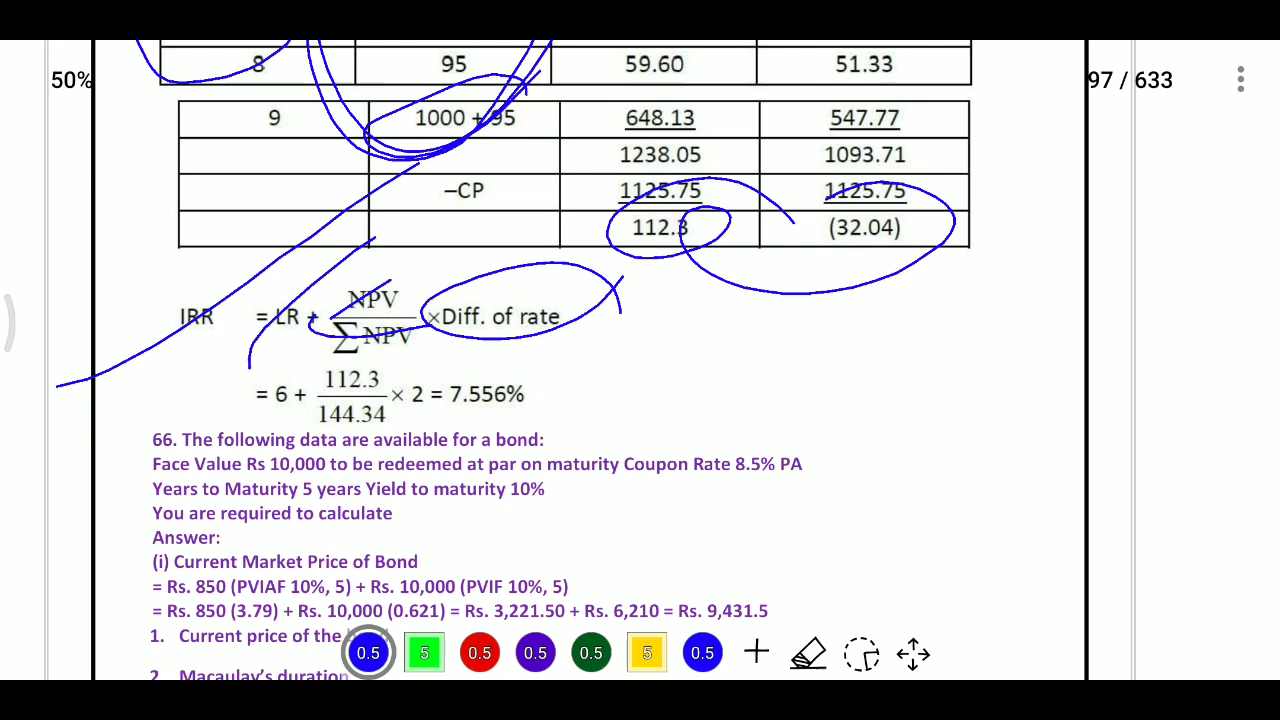 8 95 59.60 51.33
50% 97 / 633
9 1000 + 95 648.13 547.77
1238.05 1093.71
–CP 1125.75 1125.75
112.3 (32.04)
IRR = LR + NPV / ∑ NPV ×Diff. of rate
= 6 + 112.3 / 144.34 × 2 = 7.556%
66. The following data are available for a bond:
Face Value Rs 10,000 to be redeemed at par on maturity Coupon Rate 8.5% PA
Years to Maturity 5 years Yield to maturity 10%
You are required to calculate
Answer:
(i) Current Market Price of Bond
= Rs. 850 (PVIAF 10%, 5) + Rs. 10,000 (PVIF 10%, 5)
= Rs. 850 (3.79) + Rs. 10,000 (0.621) = Rs. 3,221.50 + Rs. 6,210 = Rs. 9,431.5
1. Current price of the
0.5 5 0.5 0.5 0.5 5 0.5
2. Macaulay's duration